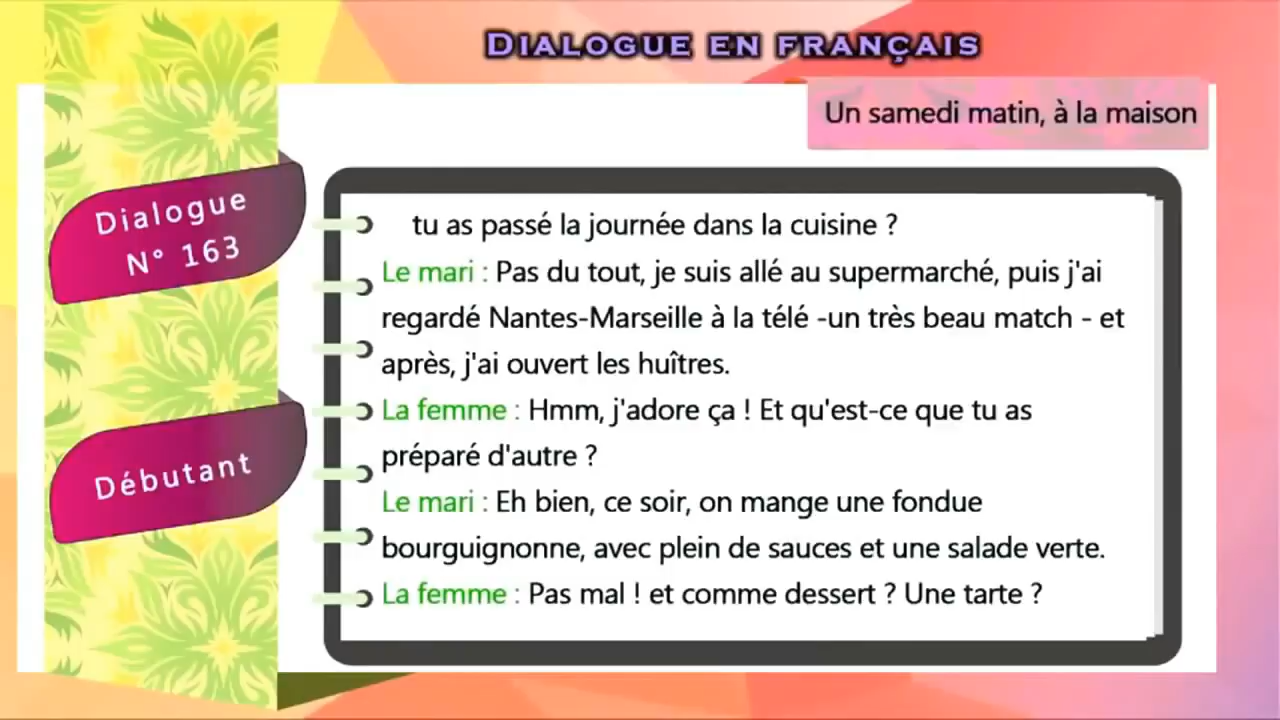 DIALOGUE EN FRANÇAIS
Un samedi matin, à la maison
Dialogue
N° 163
Débutant
tu as passé la journée dans la cuisine ?
Le mari : Pas du tout, je suis allé au supermarché, puis j'ai
regardé Nantes-Marseille à la télé -un très beau match - et
après, j'ai ouvert les huîtres.
La femme : Hmm, j'adore ça ! Et qu'est-ce que tu as
préparé d'autre ?
Le mari : Eh bien, ce soir, on mange une fondue
bourguignonne, avec plein de sauces et une salade verte.
La femme : Pas mal ! et comme dessert ? Une tarte ?